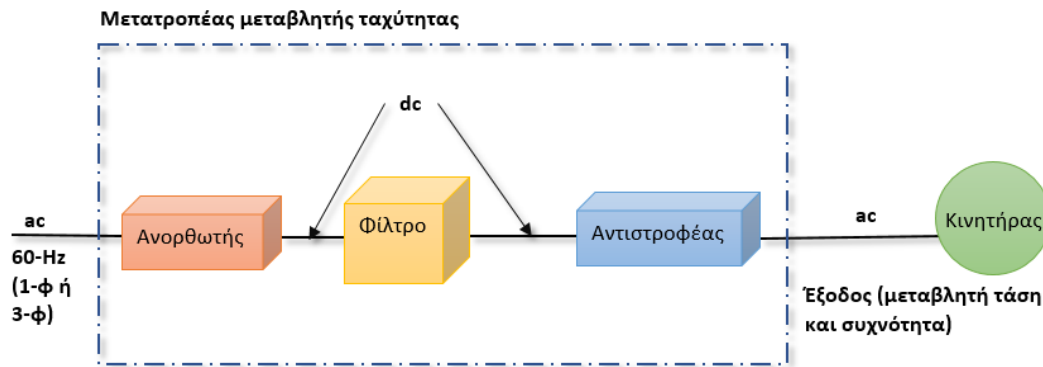 Μετατροπέας μεταβλητής ταχύτητας
dc
ac
60-Hz
(1-φ ή
3-φ)
Ανορθωτής
Φίλτρο
Αντιστροφέας
ac
Κινητήρας
Έξοδος (μεταβλητή τάση
και συχνότητα)